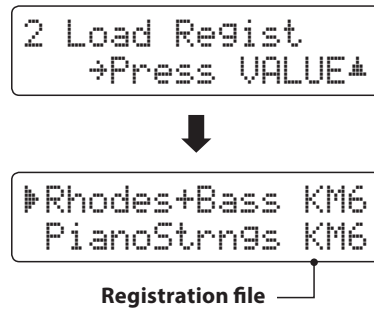 2 Load Regist
→Press VALUE▲
Rhodes+Bass KM6
PianoStrngs KM6
Registration file